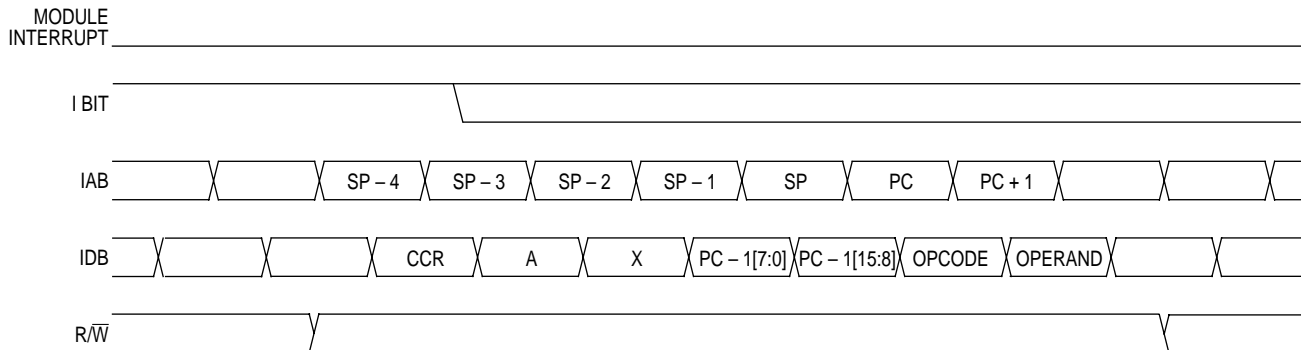 MODULE
INTERRUPT
I BIT
IAB SP – 4 SP – 3 SP – 2 SP – 1 SP PC PC + 1
IDB CCR A X PC – 1[7:0] PC – 1[15:8] OPCODE OPERAND
R/W̅